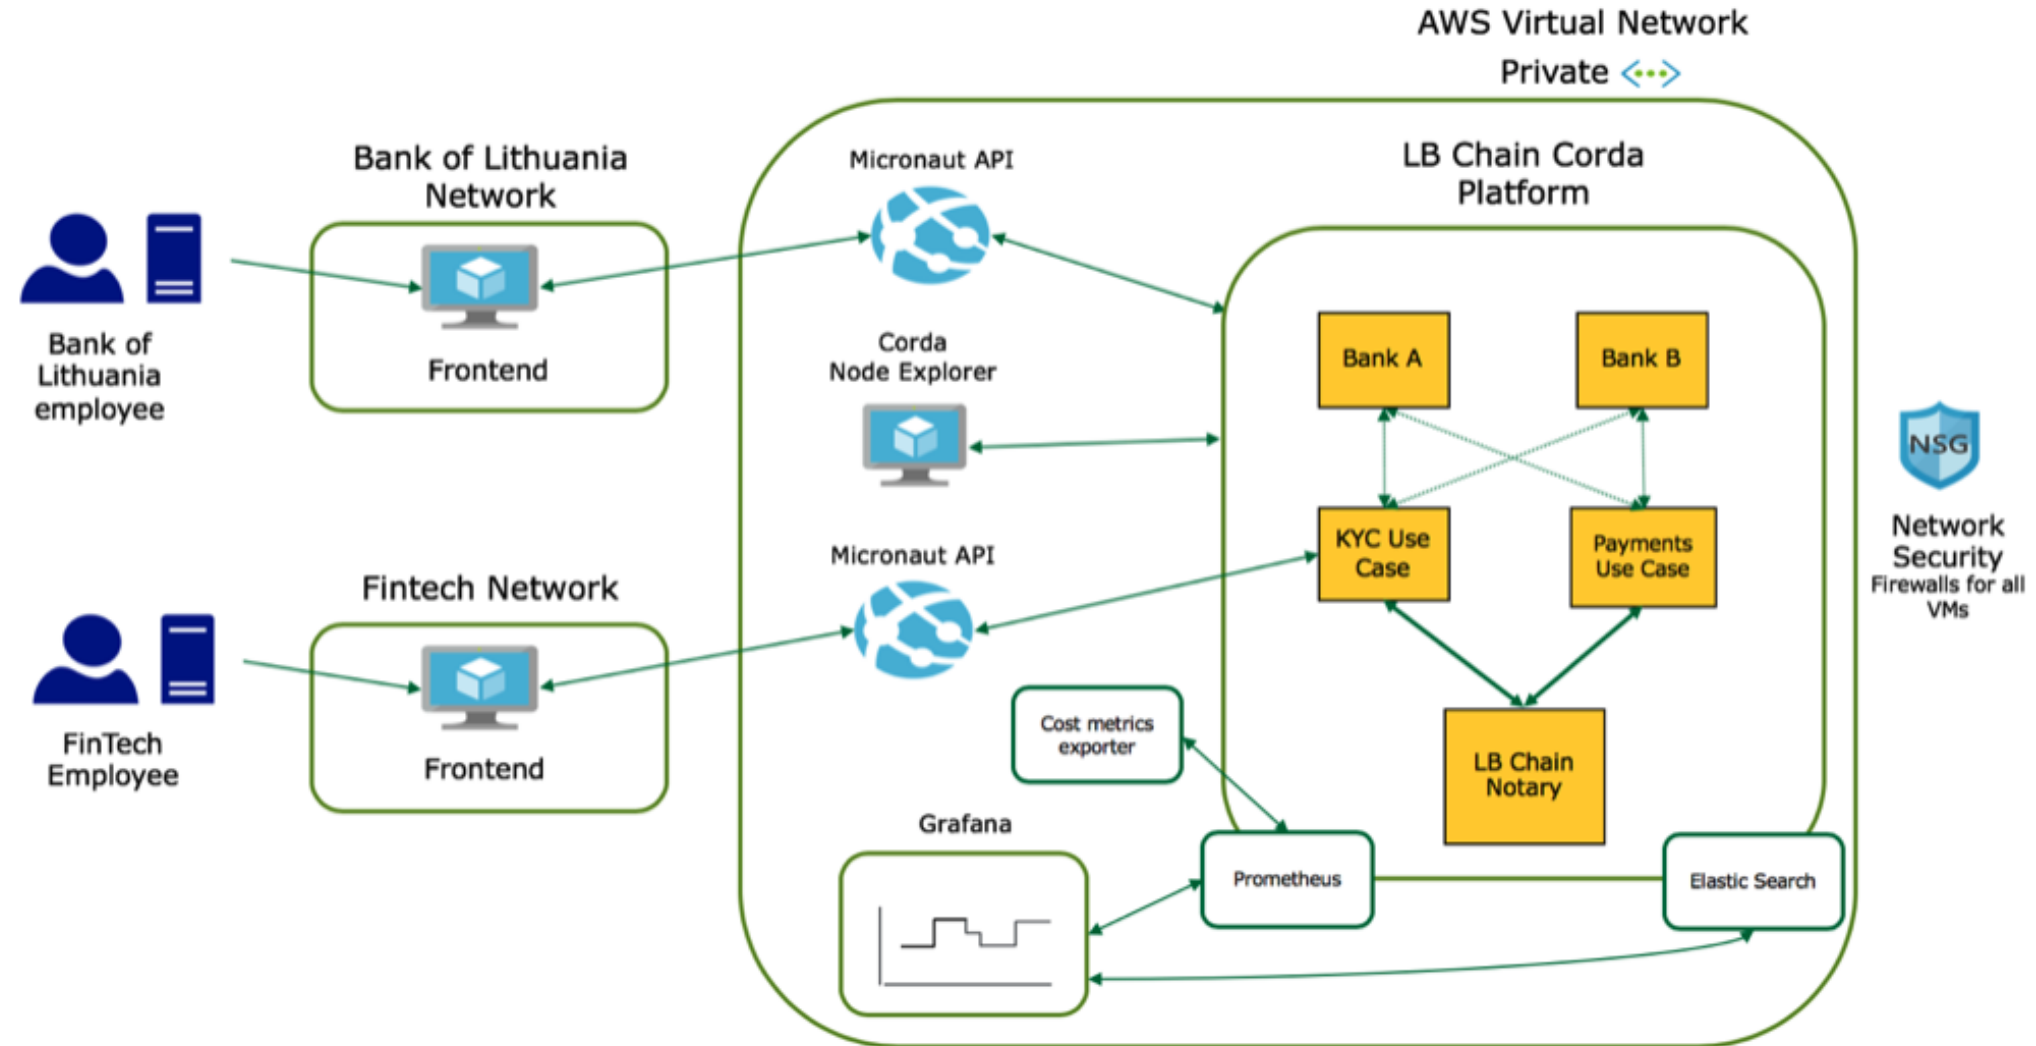 AWS Virtual Network
Private
Bank of Lithuania
Network
Micronaut API
LB Chain Corda
Platform
Bank of
Lithuania
employee
Frontend
Corda
Node Explorer
Bank A
Bank B
NSG
Network
Security
Firewalls for all
VMs
Micronaut API
KYC Use
Case
Payments
Use Case
Fintech Network
FinTech
Employee
Frontend
Cost metrics
exporter
LB Chain
Notary
Grafana
Prometheus
Elastic Search